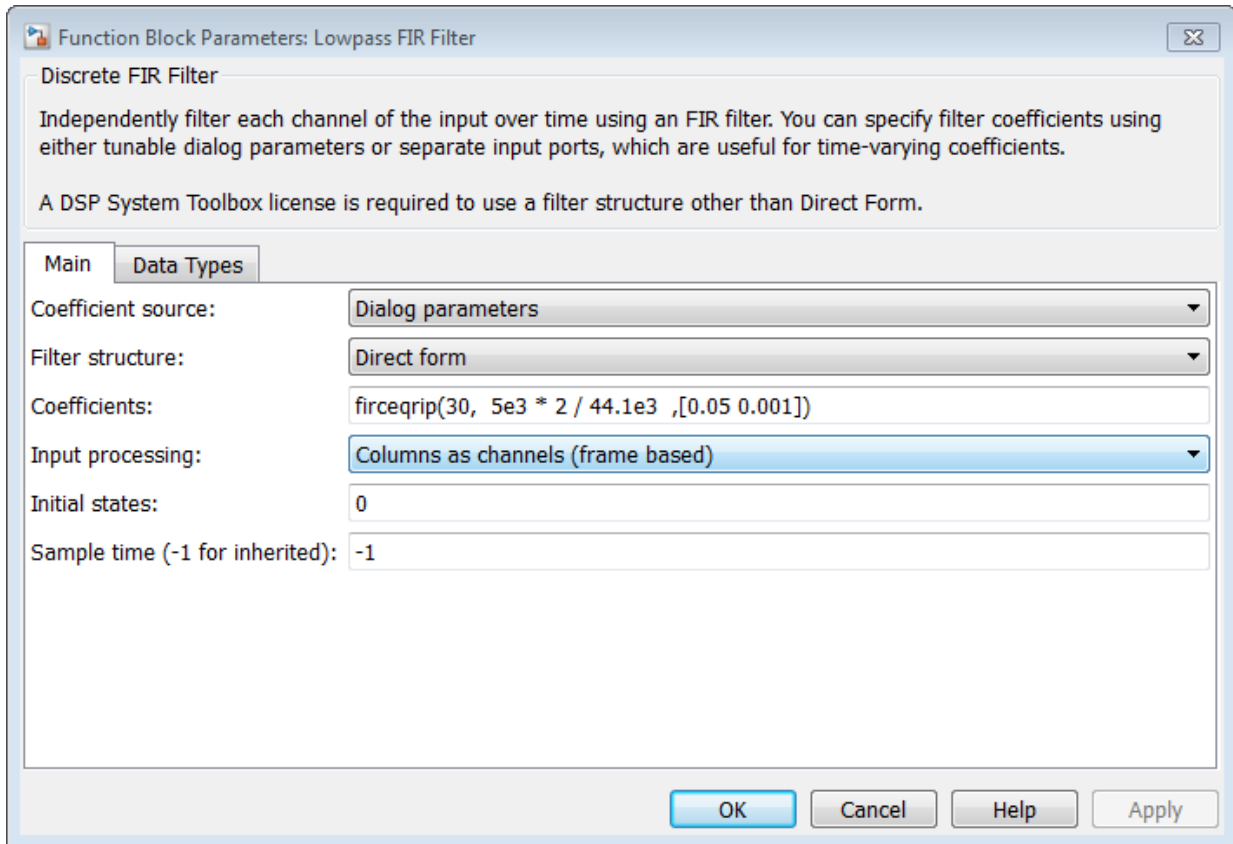 Function Block Parameters: Lowpass FIR Filter
Discrete FIR Filter
Independently filter each channel of the input over time using an FIR filter. You can specify filter coefficients using
either tunable dialog parameters or separate input ports, which are useful for time-varying coefficients.
A DSP System Toolbox license is required to use a filter structure other than Direct Form.
Main Data Types
Coefficient source: Dialog parameters
Filter structure: Direct form
Coefficients: firceqrip(30,  5e3 * 2 / 44.1e3  ,[0.05 0.001])
Input processing: Columns as channels (frame based)
Initial states: 0
Sample time (-1 for inherited): -1
OK Cancel Help Apply